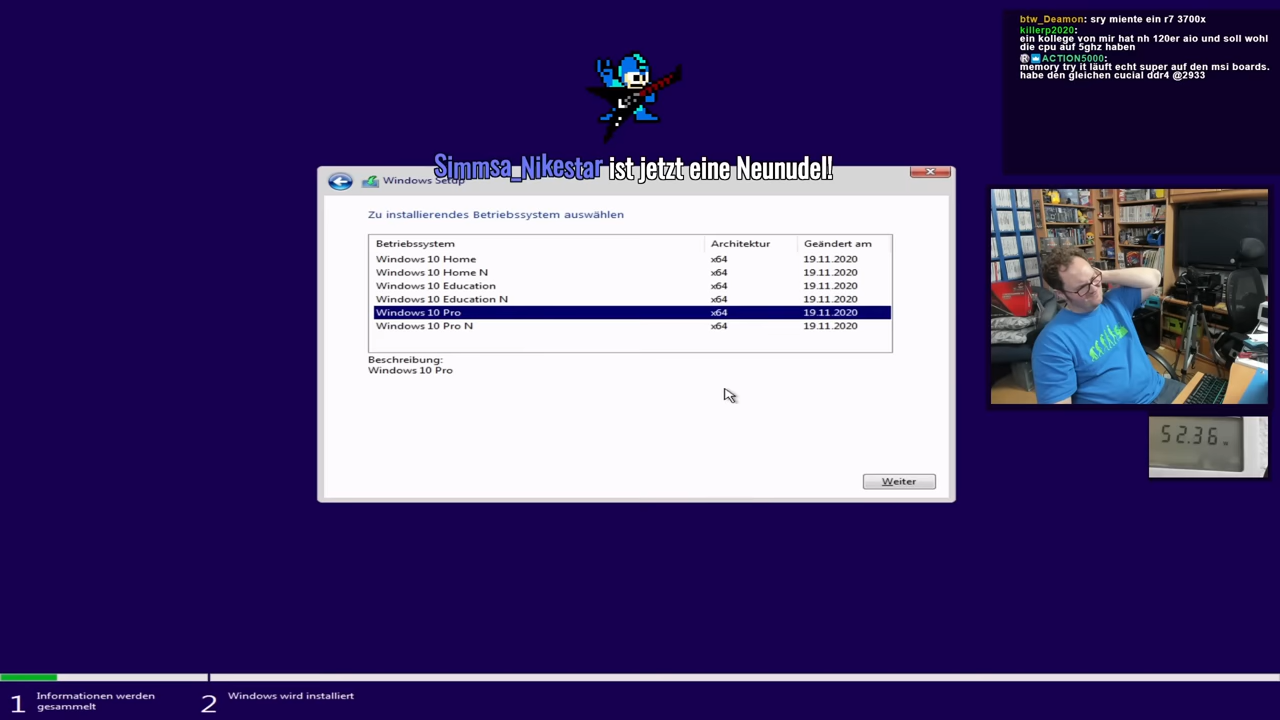 btw_Deamon: sry miente ein r7 3700x
killerp2020:
ein kollege von mir hat nh 120er aio und soll wohl
die cpu auf 5ghz haben
ACTION5000:
memory try it läuft echt super auf den msi boards.
habe den gleichen cucial ddr4 @2933
Simmsa_Nikestar ist jetzt eine Neunudel!
Windows Setup
Zu installierendes Betriebssystem auswählen
Betriebssystem Architektur Geändert am
Windows 10 Home x64 19.11.2020
Windows 10 Home N x64 19.11.2020
Windows 10 Education x64 19.11.2020
Windows 10 Education N x64 19.11.2020
Windows 10 Pro x64 19.11.2020
Windows 10 Pro N x64 19.11.2020
Beschreibung:
Windows 10 Pro
Weiter
52.36
1 Informationen werden
gesammelt
2 Windows wird installiert